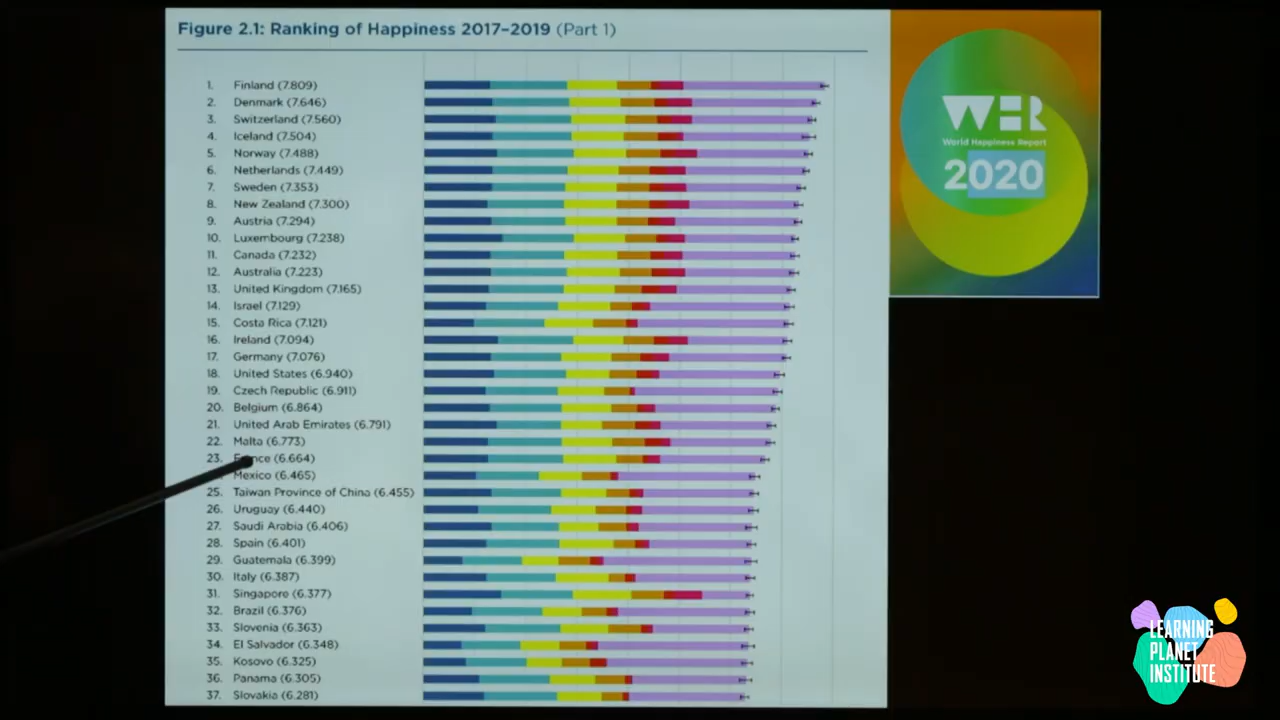 Figure 2.1: Ranking of Happiness 2017–2019 (Part 1)
1. Finland (7.809)
2. Denmark (7.646)
3. Switzerland (7.560)
4. Iceland (7.504)
5. Norway (7.488)
6. Netherlands (7.449)
7. Sweden (7.353)
8. New Zealand (7.300)
9. Austria (7.294)
10. Luxembourg (7.238)
11. Canada (7.232)
12. Australia (7.223)
13. United Kingdom (7.165)
14. Israel (7.129)
15. Costa Rica (7.121)
16. Ireland (7.094)
17. Germany (7.076)
18. United States (6.940)
19. Czech Republic (6.911)
20. Belgium (6.864)
21. United Arab Emirates (6.791)
22. Malta (6.773)
23. (6.664)
Mexico (6.465)
25. Taiwan Province of China (6.455)
26. Uruguay (6.440)
27. Saudi Arabia (6.406)
28. Spain (6.401)
29. Guatemala (6.399)
30. Italy (6.387)
31. Singapore (6.377)
32. Brazil (6.376)
33. Slovenia (6.363)
34. El Salvador (6.348)
35. Kosovo (6.325)
36. Panama (6.305)
37. Slovakia (6.281)
WHR
World Happiness Report
2020
LEARNING
PLANET
INSTITUTE